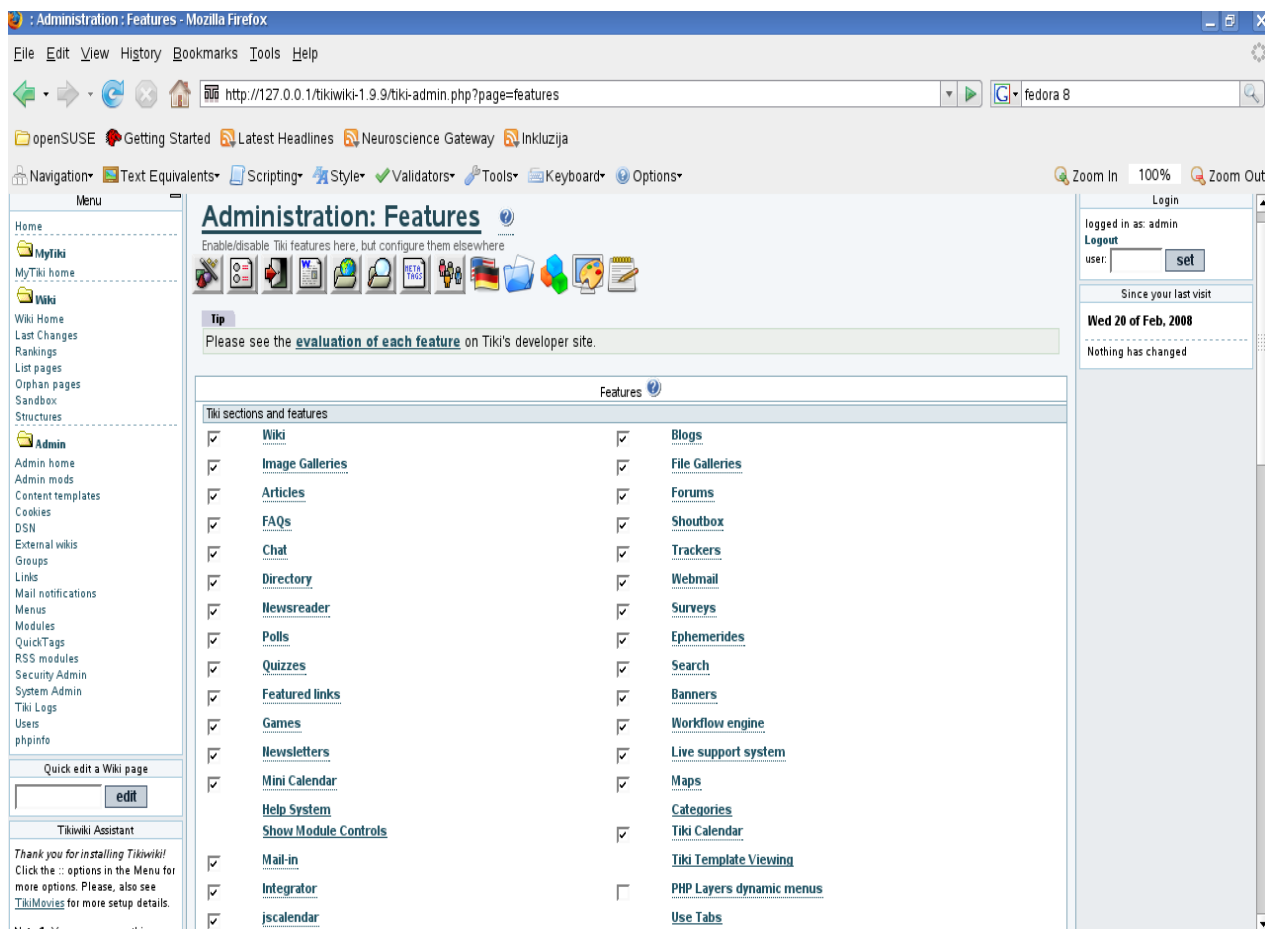 : Administration : Features - Mozilla Firefox
File Edit View History Bookmarks Tools Help
http://127.0.0.1/tikiwiki-1.9.9/tiki-admin.php?page=features
G fedora 8
openSUSE Getting Started Latest Headlines Neuroscience Gateway Inkluzija
Navigation Text Equivalents Scripting Style Validators Tools Keyboard Options Zoom In 100% Zoom Out
Menu
Home
MyTiki
MyTiki home
Wiki
Wiki Home
Last Changes
Rankings
List pages
Orphan pages
Sandbox
Structures
Admin
Admin home
Admin mods
Content templates
Cookies
DSN
External wikis
Groups
Links
Mail notifications
Menus
Modules
QuickTags
RSS modules
Security Admin
System Admin
Tiki Logs
Users
phpinfo
Quick edit a Wiki page
edit
Tikiwiki Assistant
Thank you for installing Tikiwiki!
Click the :: options in the Menu for
more options. Please, also see
TikiMovies for more setup details.
Administration: Features
Enable/disable Tiki features here, but configure them elsewhere
META
TAGS
Tip
Please see the evaluation of each feature on Tiki's developer site.
Features
Tiki sections and features
Wiki Blogs
Image Galleries File Galleries
Articles Forums
FAQs Shoutbox
Chat Trackers
Directory Webmail
Newsreader Surveys
Polls Ephemerides
Quizzes Search
Featured links Banners
Games Workflow engine
Newsletters Live support system
Mini Calendar Maps
Help System Categories
Show Module Controls Tiki Calendar
Mail-in Tiki Template Viewing
Integrator PHP Layers dynamic menus
jscalendar Use Tabs
Login
logged in as: admin
Logout
user: set
Since your last visit
Wed 20 of Feb, 2008
Nothing has changed